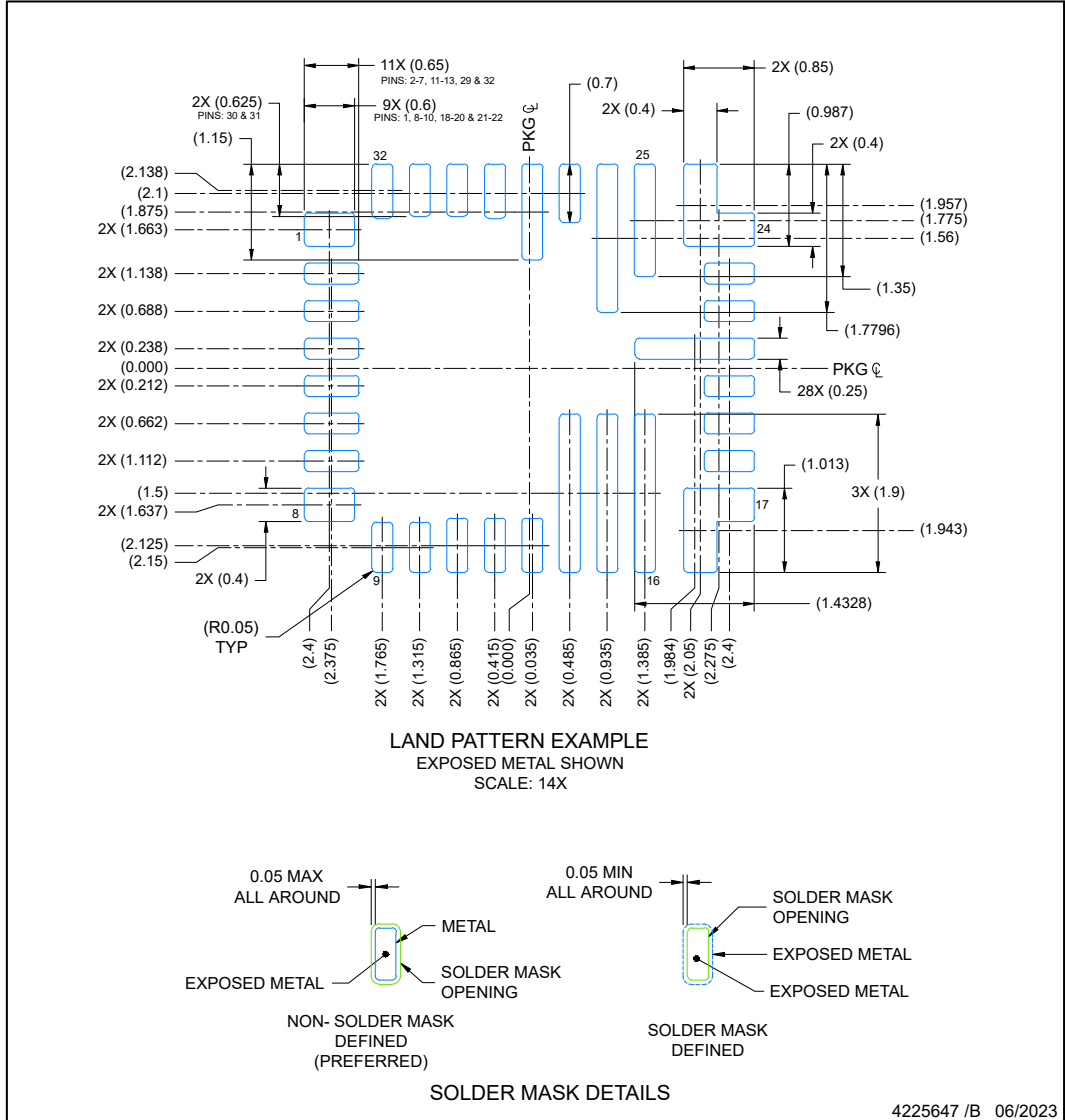 11X (0.65)
PINS: 2-7, 11-13, 29 & 32
2X (0.625)
PINS: 30 & 31
9X (0.6)
PINS: 1, 8-10, 18-20 & 21-22
(1.15)
PKG ℄
(0.7)
2X (0.85)
2X (0.4)
(0.987)
2X (0.4)
32
25
(2.138)
(2.1)
(1.875)
2X (1.663)
1
24
(1.957)
(1.775)
(1.56)
2X (1.138)
(1.35)
2X (0.688)
(1.7796)
2X (0.238)
(0.000)
PKG ℄
2X (0.212)
28X (0.25)
2X (0.662)
2X (1.112)
(1.013)
(1.5)
3X (1.9)
2X (1.637)
8
17
(1.943)
(2.125)
(2.15)
2X (0.4)
9
16
(1.4328)
(R0.05)
TYP
(2.4)
(2.375)
2X (1.765)
2X (1.315)
2X (0.865)
2X (0.415)
(0.000)
2X (0.035)
2X (0.485)
2X (0.935)
2X (1.385)
(1.984)
2X (2.05)
(2.275)
(2.4)
LAND PATTERN EXAMPLE
EXPOSED METAL SHOWN
SCALE: 14X
0.05 MAX
ALL AROUND
METAL
EXPOSED METAL
SOLDER MASK
OPENING
NON- SOLDER MASK
DEFINED
(PREFERRED)
0.05 MIN
ALL AROUND
SOLDER MASK
OPENING
EXPOSED METAL
EXPOSED METAL
SOLDER MASK
DEFINED
SOLDER MASK DETAILS
4225647 /B 06/2023